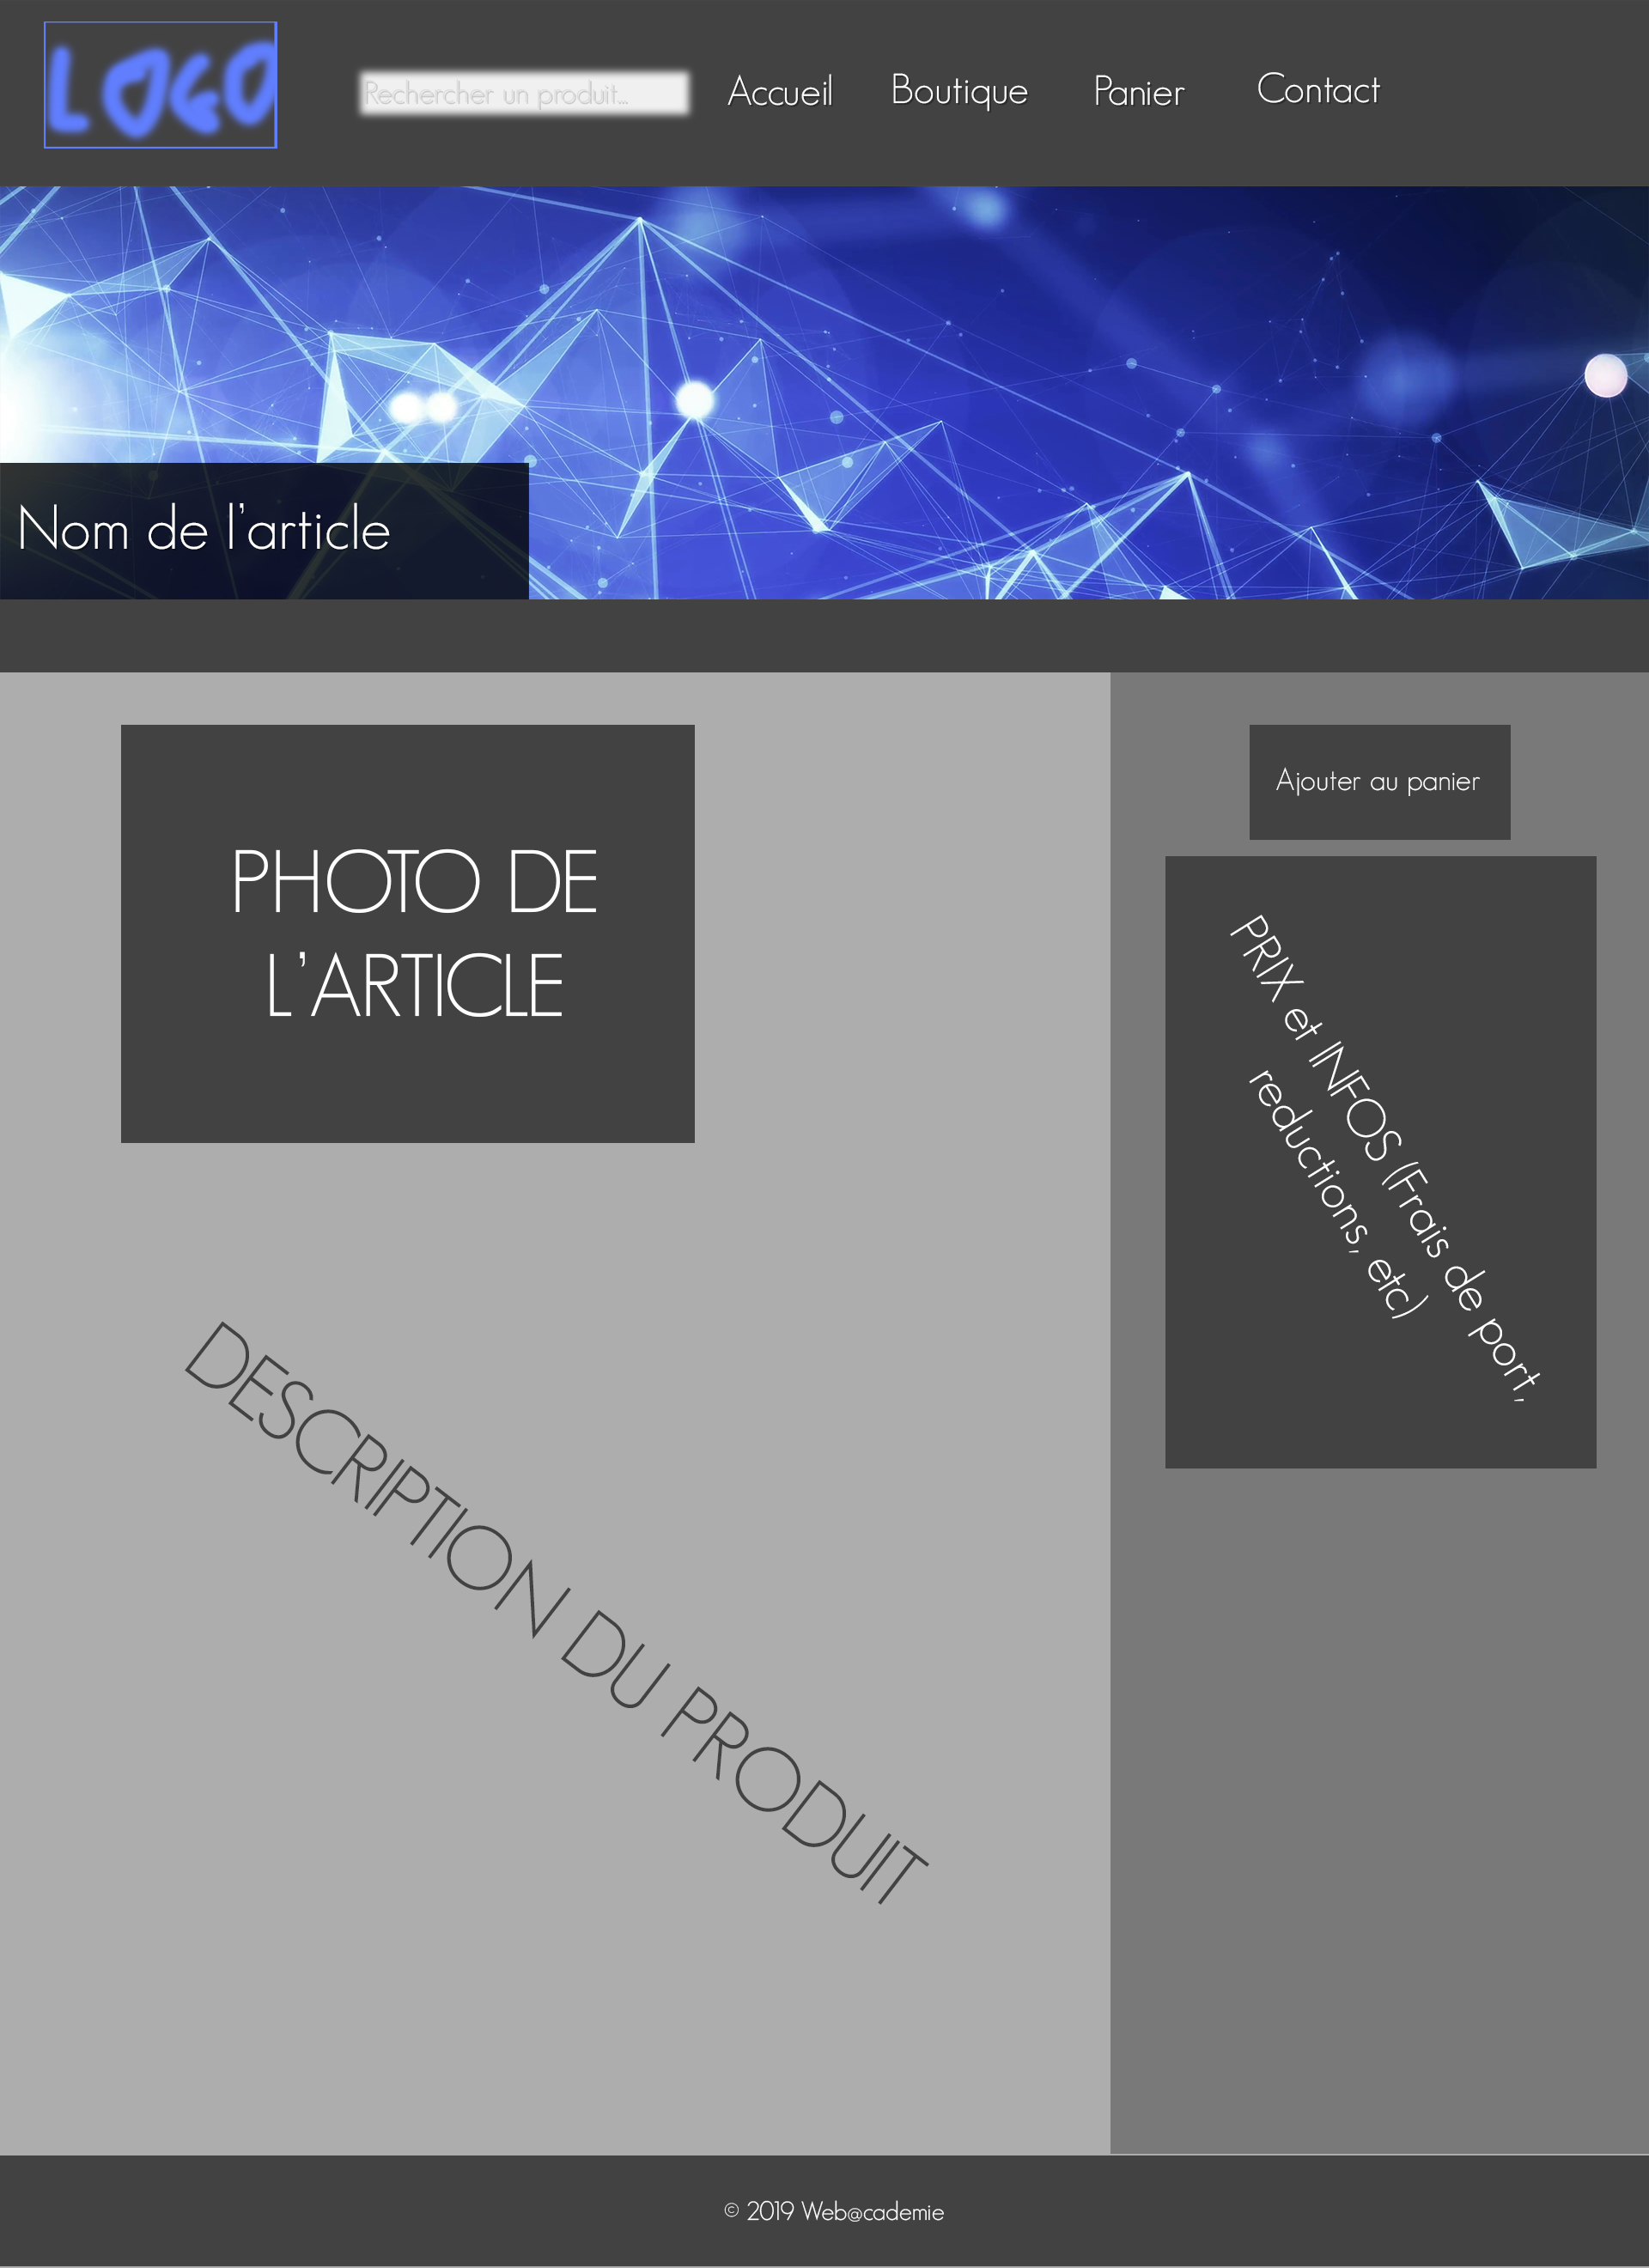 LOGO
Rechercher un produit...
Accueil
Boutique
Panier
Contact
Nom de l'article
PHOTO DE
L'ARTICLE
Ajouter au panier
PRIX et INFOS (Frais de port,
reductions, etc)
DESCRIPTION DU PRODUIT
© 2019 Web@cademie